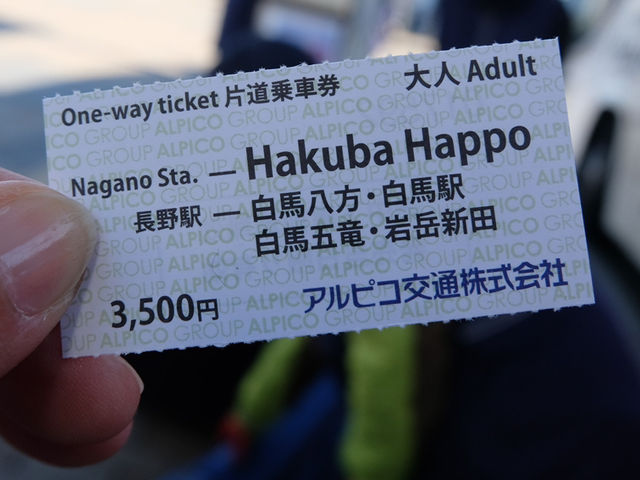 One-way ticket 片道乗車券 大人 Adult
Nagano Sta. — Hakuba Happo
長野駅 — 白馬八方・白馬駅
白馬五竜・岩岳新田
3,500円 アルピコ交通株式会社